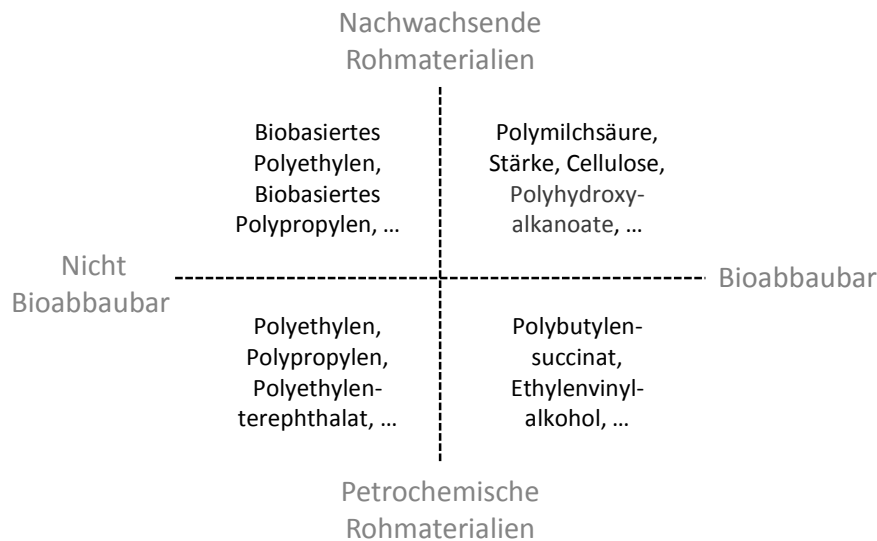 Nachwachsende
Rohmaterialien
Biobasiertes
Polyethylen,
Biobasiertes
Polypropylen, …
Polymilchsäure,
Stärke, Cellulose,
Polyhydroxy-
alkanoate, …
Nicht
Bioabbaubar
Bioabbaubar
Polyethylen,
Polypropylen,
Polyethylen-
terephthalat, …
Polybutylen-
succinat,
Ethylenvinyl-
alkohol, …
Petrochemische
Rohmaterialien